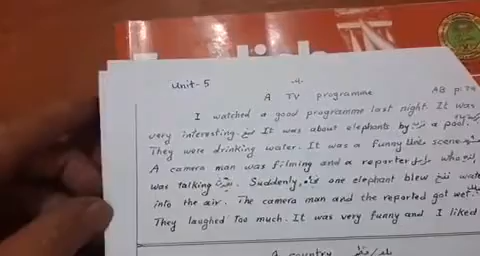 Unit-5
-4-
A TV programme
AB p.74
I watched a good programme last night. It was
very interesting. It was about elephants by a pool.
They were drinking water. It was a funny scene
A camera man was filming and a reporter who
was talking. Suddenly, one elephant blew water
into the air. The camera man and the reported got wet.
They laughed Too much. It was very funny and I liked
A country